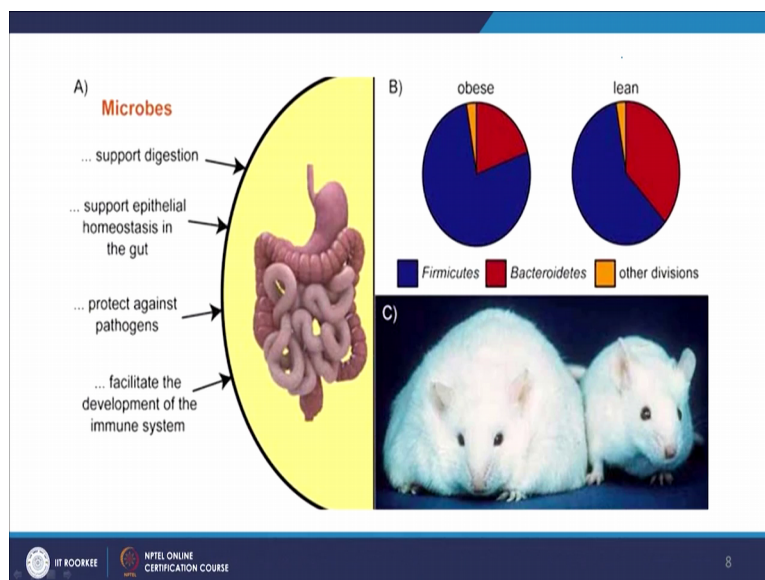 A)
Microbes
... support digestion
... support epithelial
homeostasis in
the gut
... protect against
pathogens
... facilitate the
development of the
immune system
B)
obese
lean
Firmicutes
Bacteroidetes
other divisions
C)
IIT ROORKEE
NPTEL ONLINE
CERTIFICATION COURSE
8